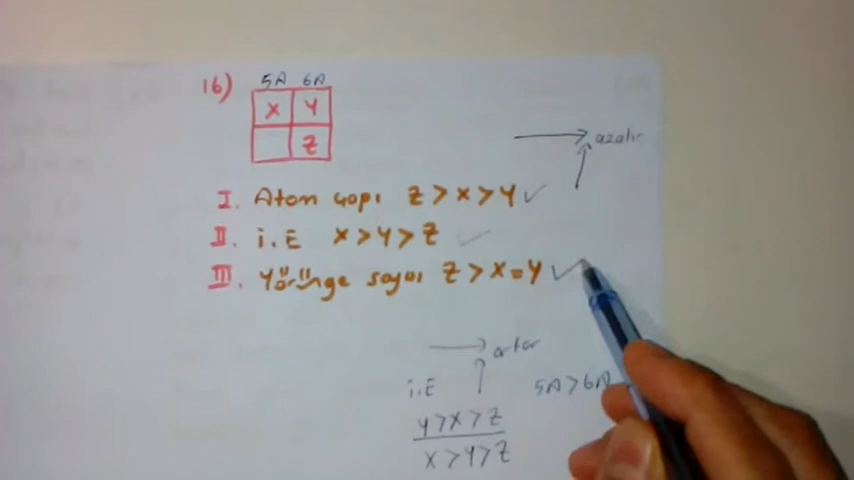 16)
5A 6A
X Y
Z
azalır
I. Atom çapı Z > X > Y ✓
II. i.E X > Y > Z ✓
III. Yörünge sayısı Z > X = Y ✓
artar
i.E 5A > 6A
Y > X > Z
X > Y > Z